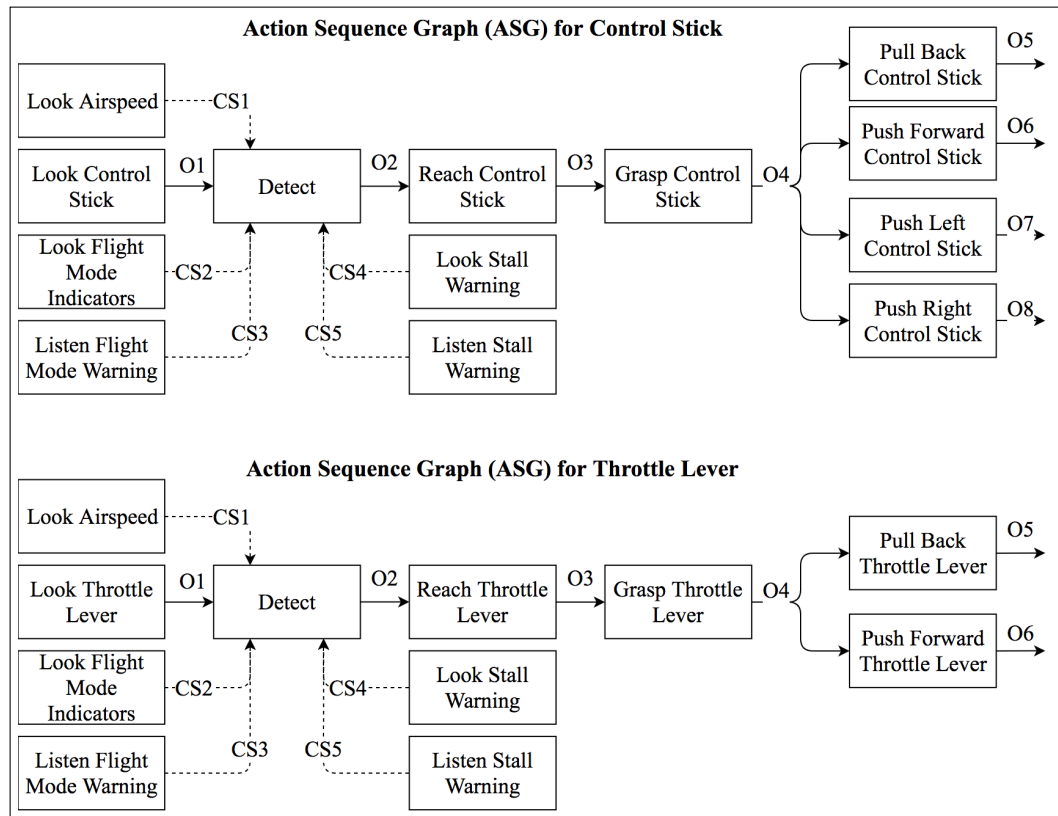 Action Sequence Graph (ASG) for Control Stick
Look Airspeed
CS1
Look Control
Stick
O1
Detect
O2
Reach Control
Stick
O3
Grasp Control
Stick
O4
Pull Back
Control Stick
O5
Push Forward
Control Stick
O6
Push Left
Control Stick
O7
Push Right
Control Stick
O8
Look Flight
Mode
Indicators
CS2
CS4
Look Stall
Warning
Listen Flight
Mode Warning
CS3
CS5
Listen Stall
Warning
Action Sequence Graph (ASG) for Throttle Lever
Look Airspeed
CS1
Look Throttle
Lever
O1
Detect
O2
Reach Throttle
Lever
O3
Grasp Throttle
Lever
O4
Pull Back
Throttle Lever
O5
Push Forward
Throttle Lever
O6
Look Flight
Mode
Indicators
CS2
CS4
Look Stall
Warning
Listen Flight
Mode Warning
CS3
CS5
Listen Stall
Warning